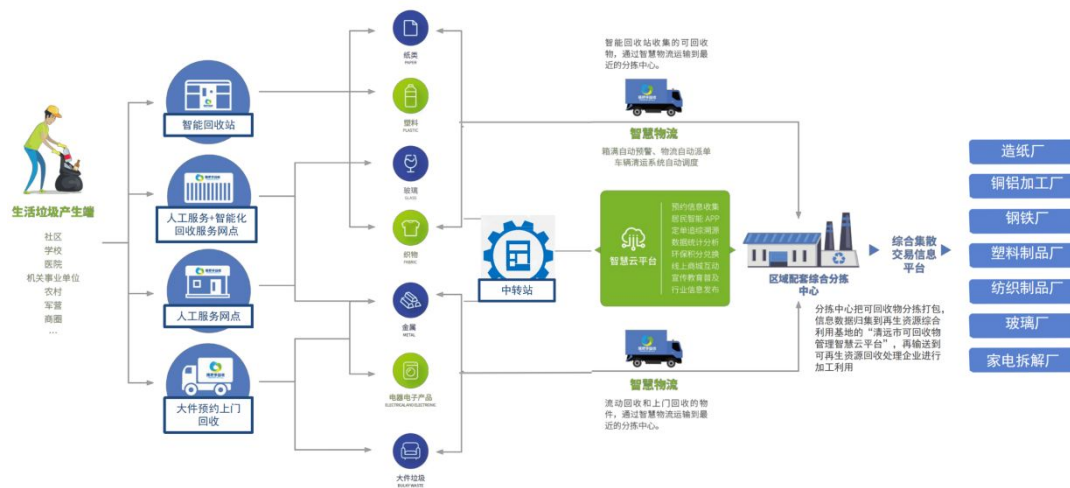 生活垃圾产生端
社区
学校
医院
机关事业单位
农村
军营
商圈
...
智能回收站
人工服务+智能化
回收服务网点
人工服务网点
大件预约上门
回收
纸类
PAPER
塑料
PLASTIC
玻璃
GLASS
织物
FABRIC
金属
METAL
电器电子产品
ELECTRICAL AND ELECTRONIC
大件垃圾
BULKY WASTE
中转站
智能回收站收集的可回收
物，通过智慧物流运输到最
近的分拣中心。
智慧物流
箱满自动预警、物流自动派单
车辆清运系统自动调度
智慧云平台
预约信息收集
居民智能 APP
定单追综溯源
数据统计分析
环保积分兑换
线上商城互动
宣传教育普及
行业信息发布
智慧物流
流动回收和上门回收的物
件，通过智慧物流运输到最
近的分拣中心。
区域配套综合分拣
中心
分拣中心把可回收物分拣打包，
信息数据归集到再生资源综合
利用基地的“清远市可回收物
管理智慧云平台”，再输送到
可再生资源回收处理企业进行
加工利用
综合集散
交易信息
平台
造纸厂
铜铝加工厂
钢铁厂
塑料制品厂
纺织制品厂
玻璃厂
家电拆解厂